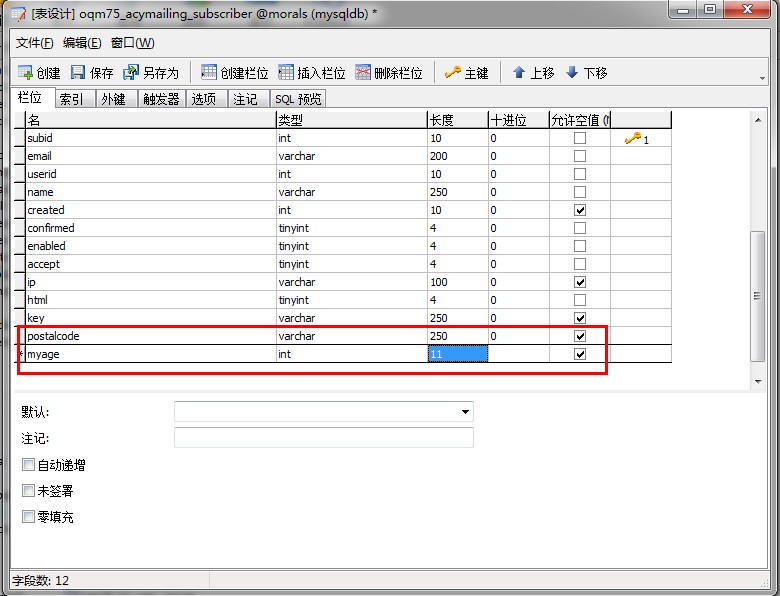 [表设计] oqm75_acymailing_subscriber @morals (mysqldb) *
文件(F) 编辑(E) 窗口(W)
创建 保存 另存为 创建栏位 插入栏位 删除栏位 主键 上移 下移
栏位 索引 外键 触发器 选项 注记 SQL 预览
名 类型 长度 十进位 允许空值 (N
subid int 10 0 1
email varchar 200 0
userid int 10 0
name varchar 250 0
created int 10 0
confirmed tinyint 4 0
enabled tinyint 4 0
accept tinyint 4 0
ip varchar 100 0
html tinyint 4 0
key varchar 250 0
postalcode varchar 250 0
myage int 11
默认:
注记:
自动递增
未签署
零填充
字段数: 12